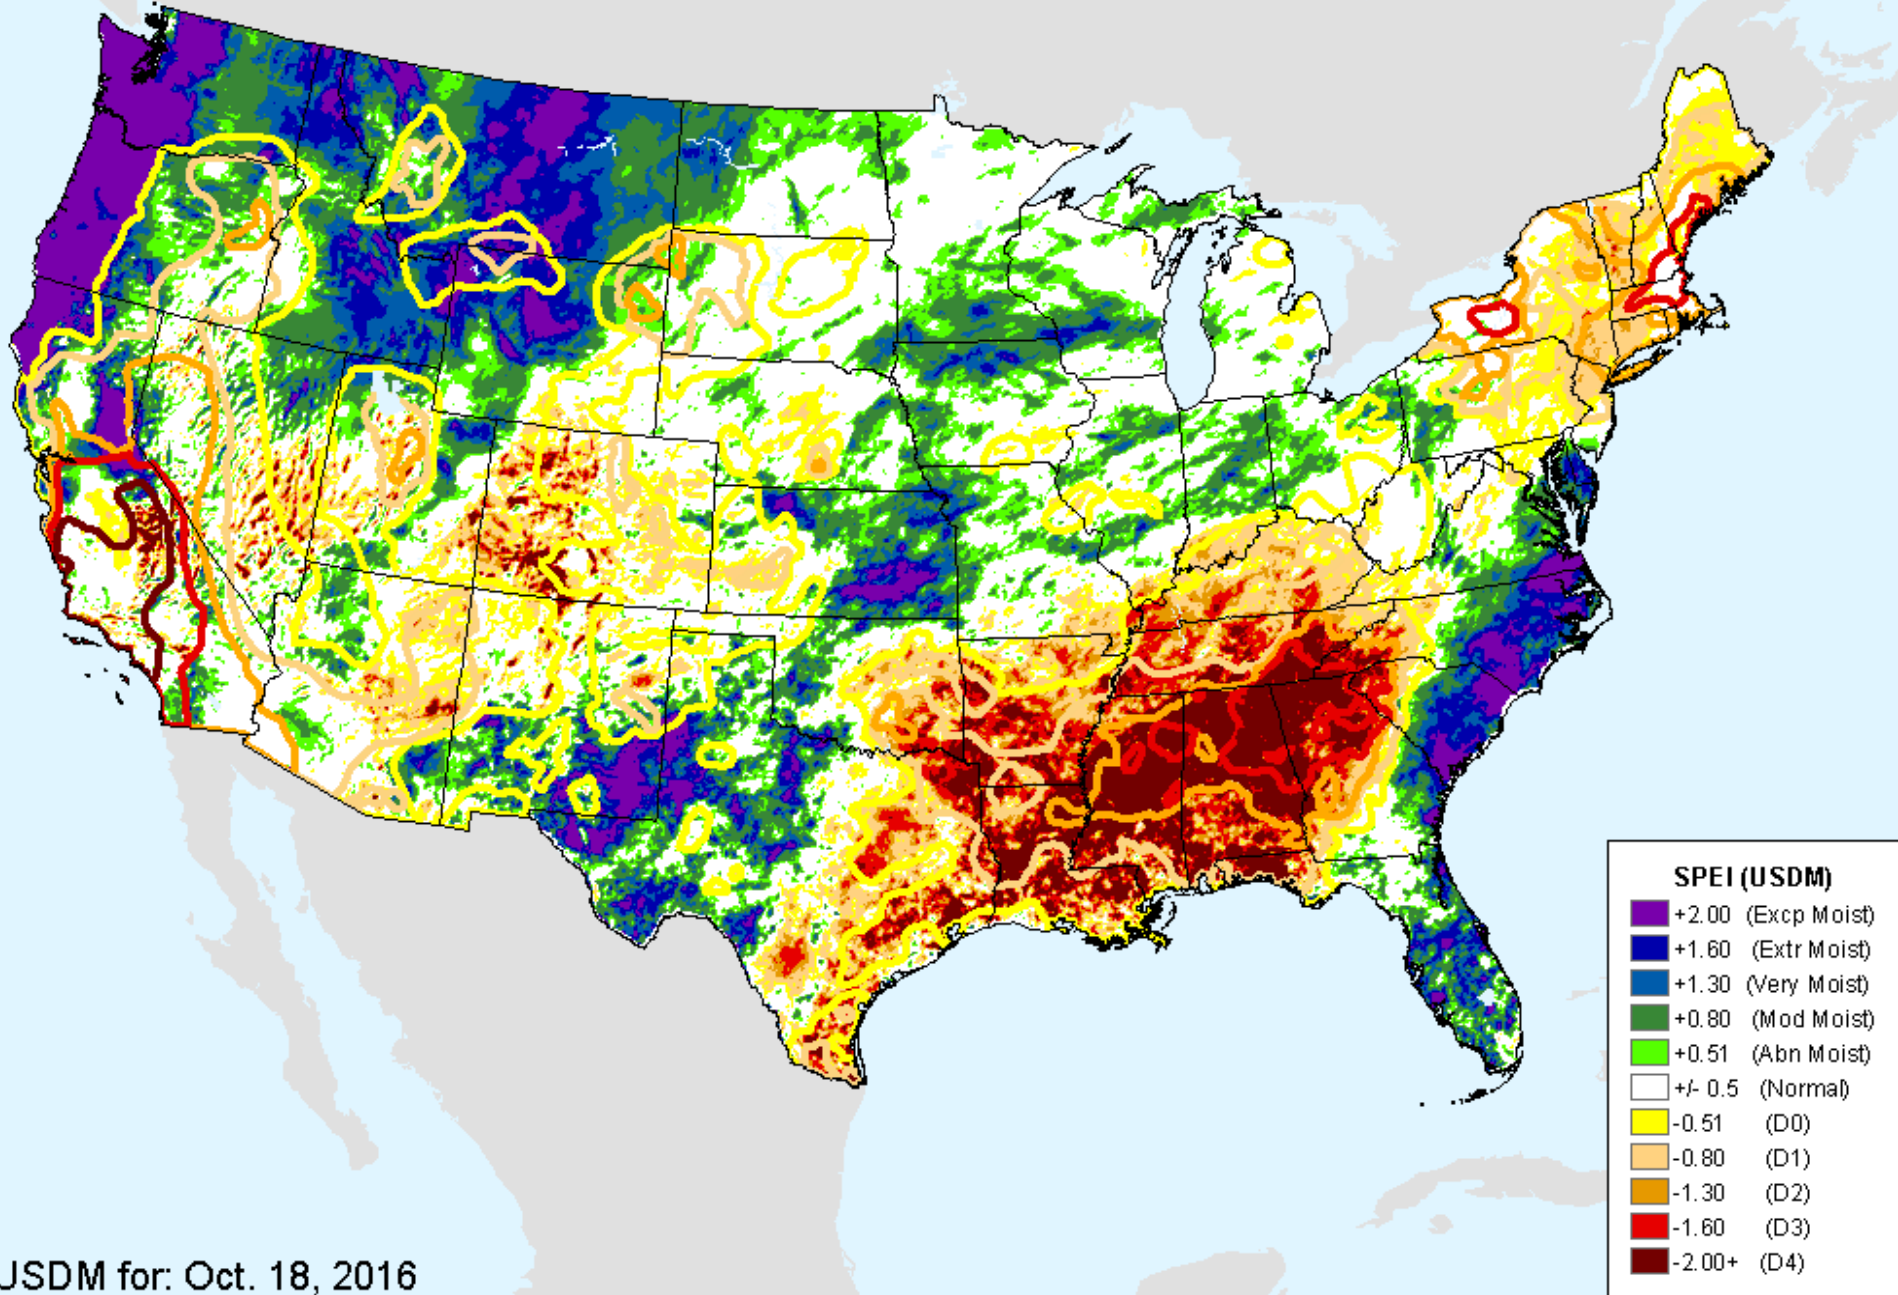 SPEI (USDM)
+2.00 (Excp Moist)
+1.60 (Extr Moist)
+1.30 (Very Moist)
+0.80 (Mod Moist)
+0.51 (Abn Moist)
+/- 0.5 (Normal)
-0.51 (D0)
-0.80 (D1)
-1.30 (D2)
-1.60 (D3)
-2.00+ (D4)
USDM for: Oct. 18, 2016